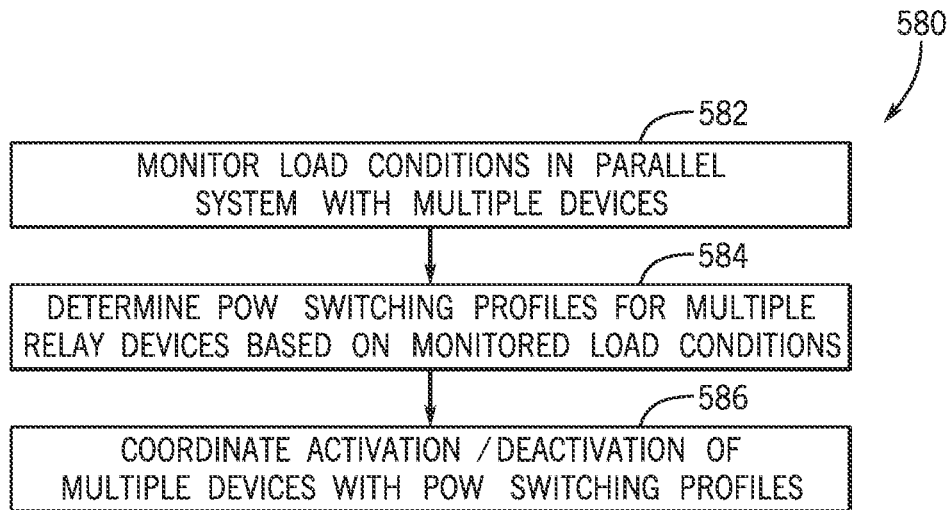 580
582
MONITOR LOAD CONDITIONS IN PARALLEL
SYSTEM WITH MULTIPLE DEVICES
584
DETERMINE POW SWITCHING PROFILES FOR MULTIPLE
RELAY DEVICES BASED ON MONITORED LOAD CONDITIONS
586
COORDINATE ACTIVATION / DEACTIVATION OF
MULTIPLE DEVICES WITH POW SWITCHING PROFILES